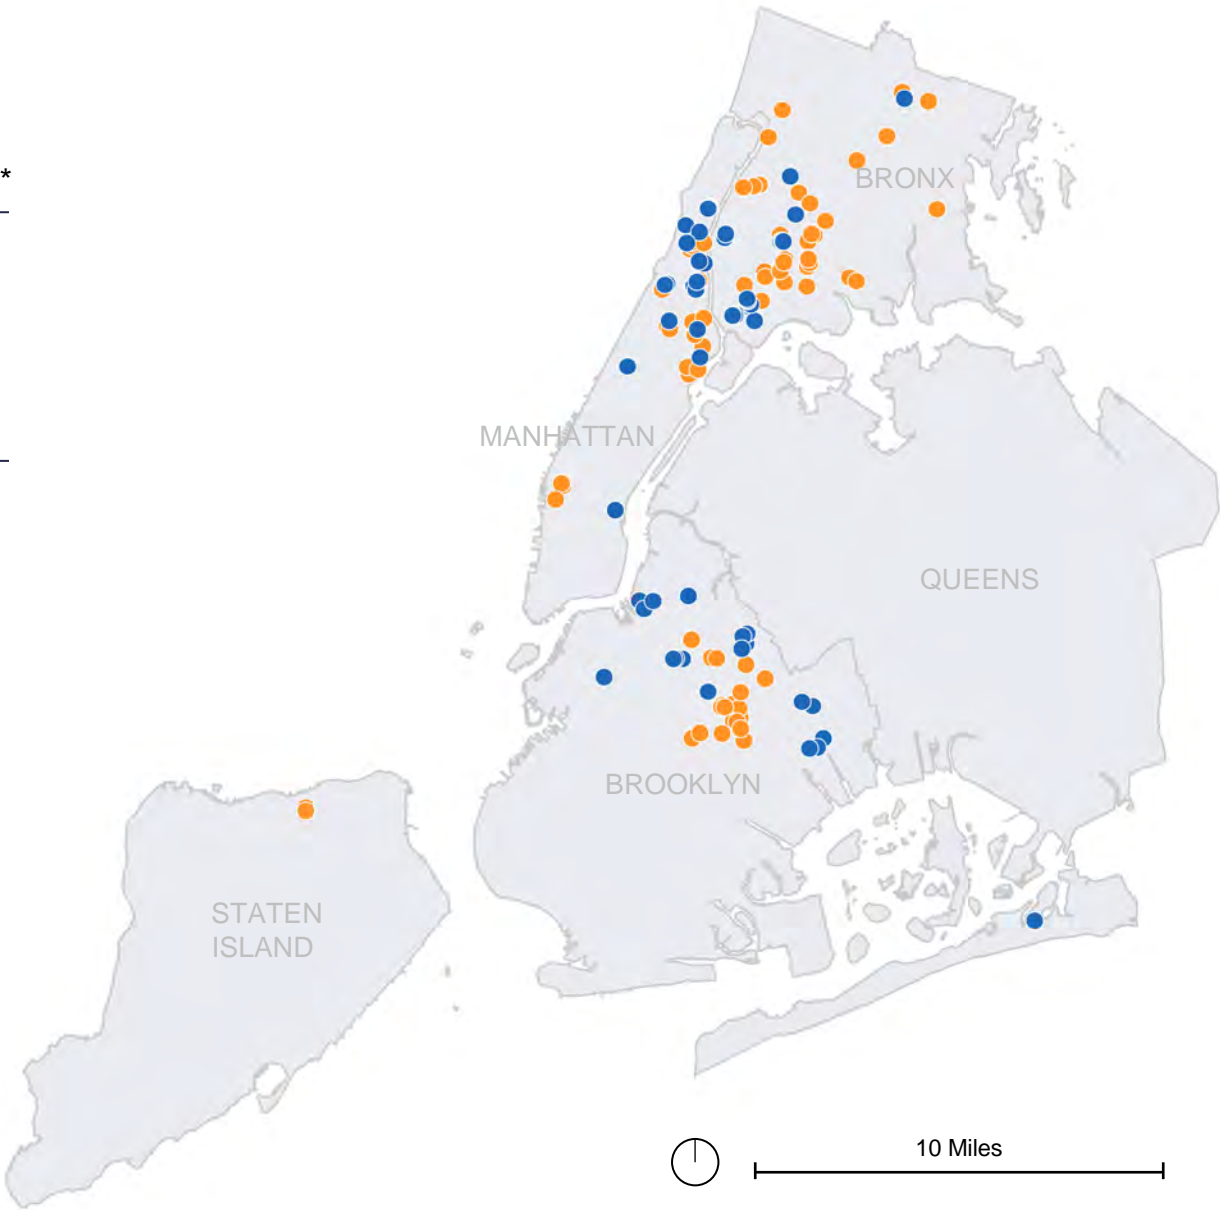 *
BRONX
MANHATTAN
QUEENS
BROOKLYN
STATEN
ISLAND
10 Miles